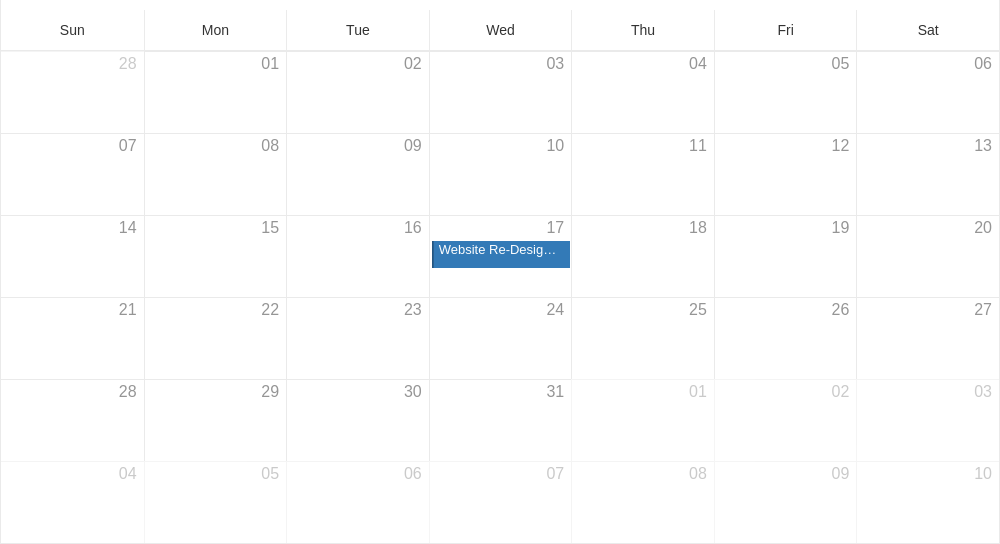 Sun Mon Tue Wed Thu Fri Sat
28 01 02 03 04 05 06
07 08 09 10 11 12 13
14 15 16 17 18 19 20
Website Re-Desig…
21 22 23 24 25 26 27
28 29 30 31 01 02 03
04 05 06 07 08 09 10